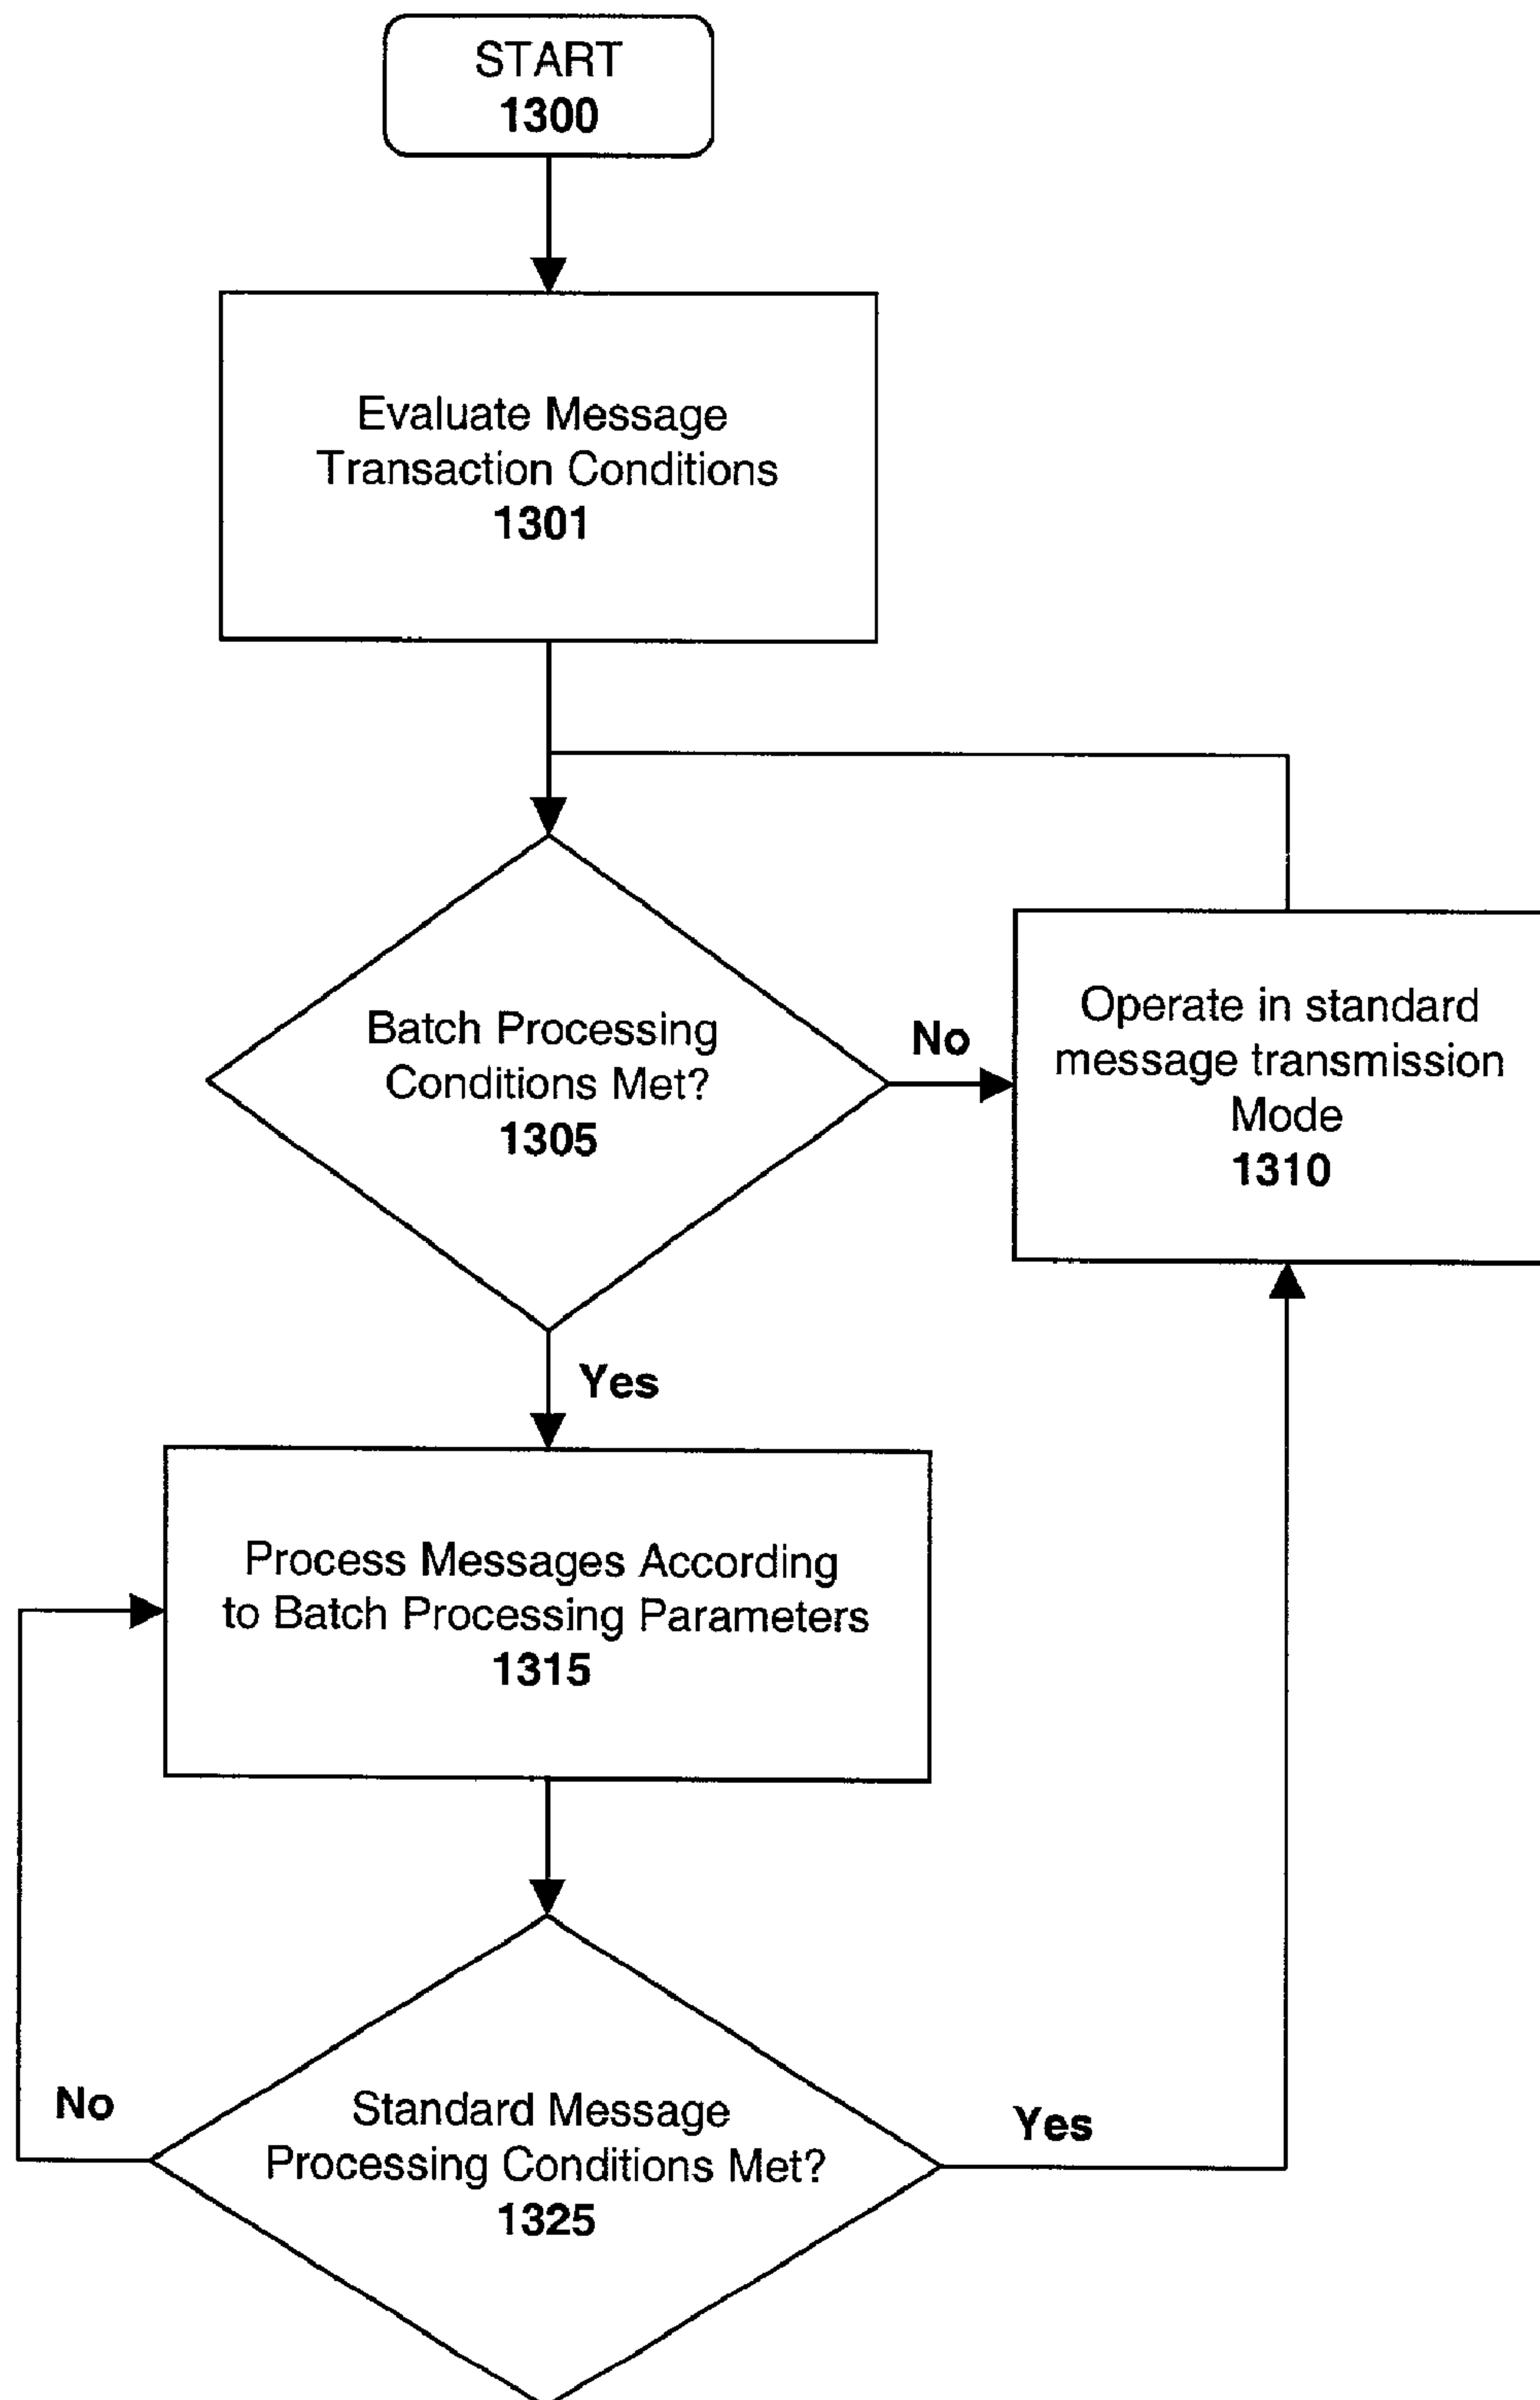 START
1300
Evaluate Message
Transaction Conditions
1301
Batch Processing
Conditions Met?
1305
No
Operate in standard
message transmission
Mode
1310
Yes
Process Messages According
to Batch Processing Parameters
1315
No
Standard Message
Processing Conditions Met?
1325
Yes